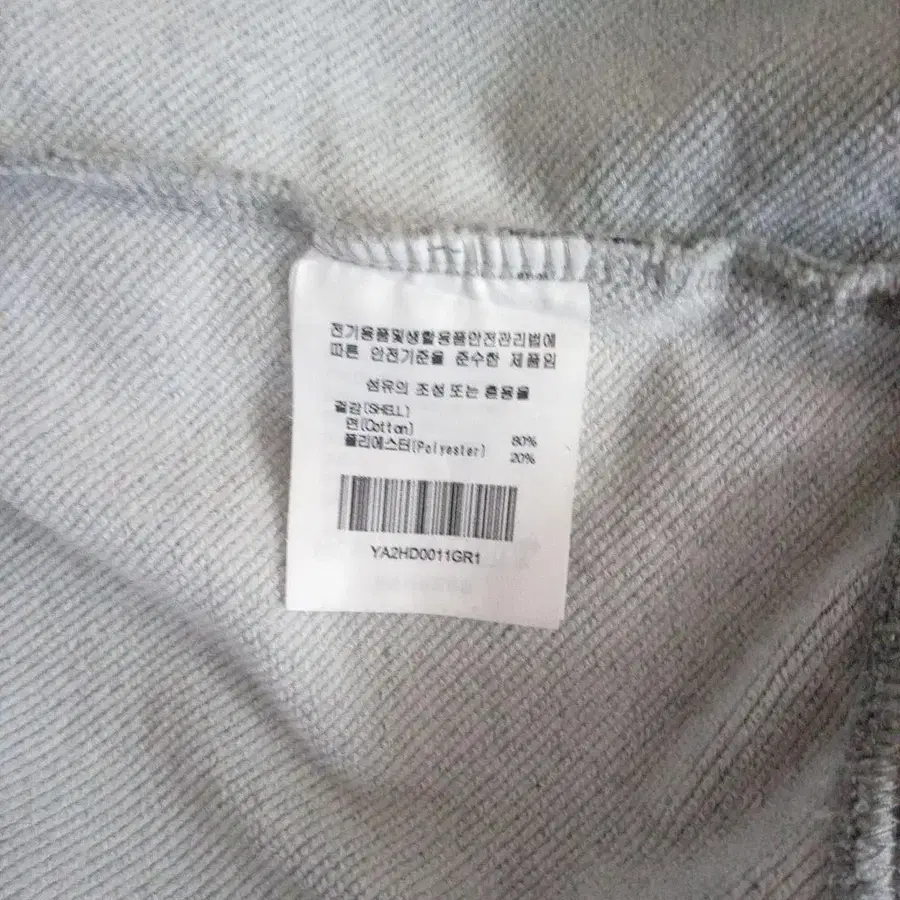 전기용품및생활용품안전관리법에
따른 안전기준을 준수한 제품임
섬유의 조성 또는 혼용율
겉감(SHELL)
면(Cotton) 80%
폴리에스터(Polyester) 20%
YA2HD0011GR1